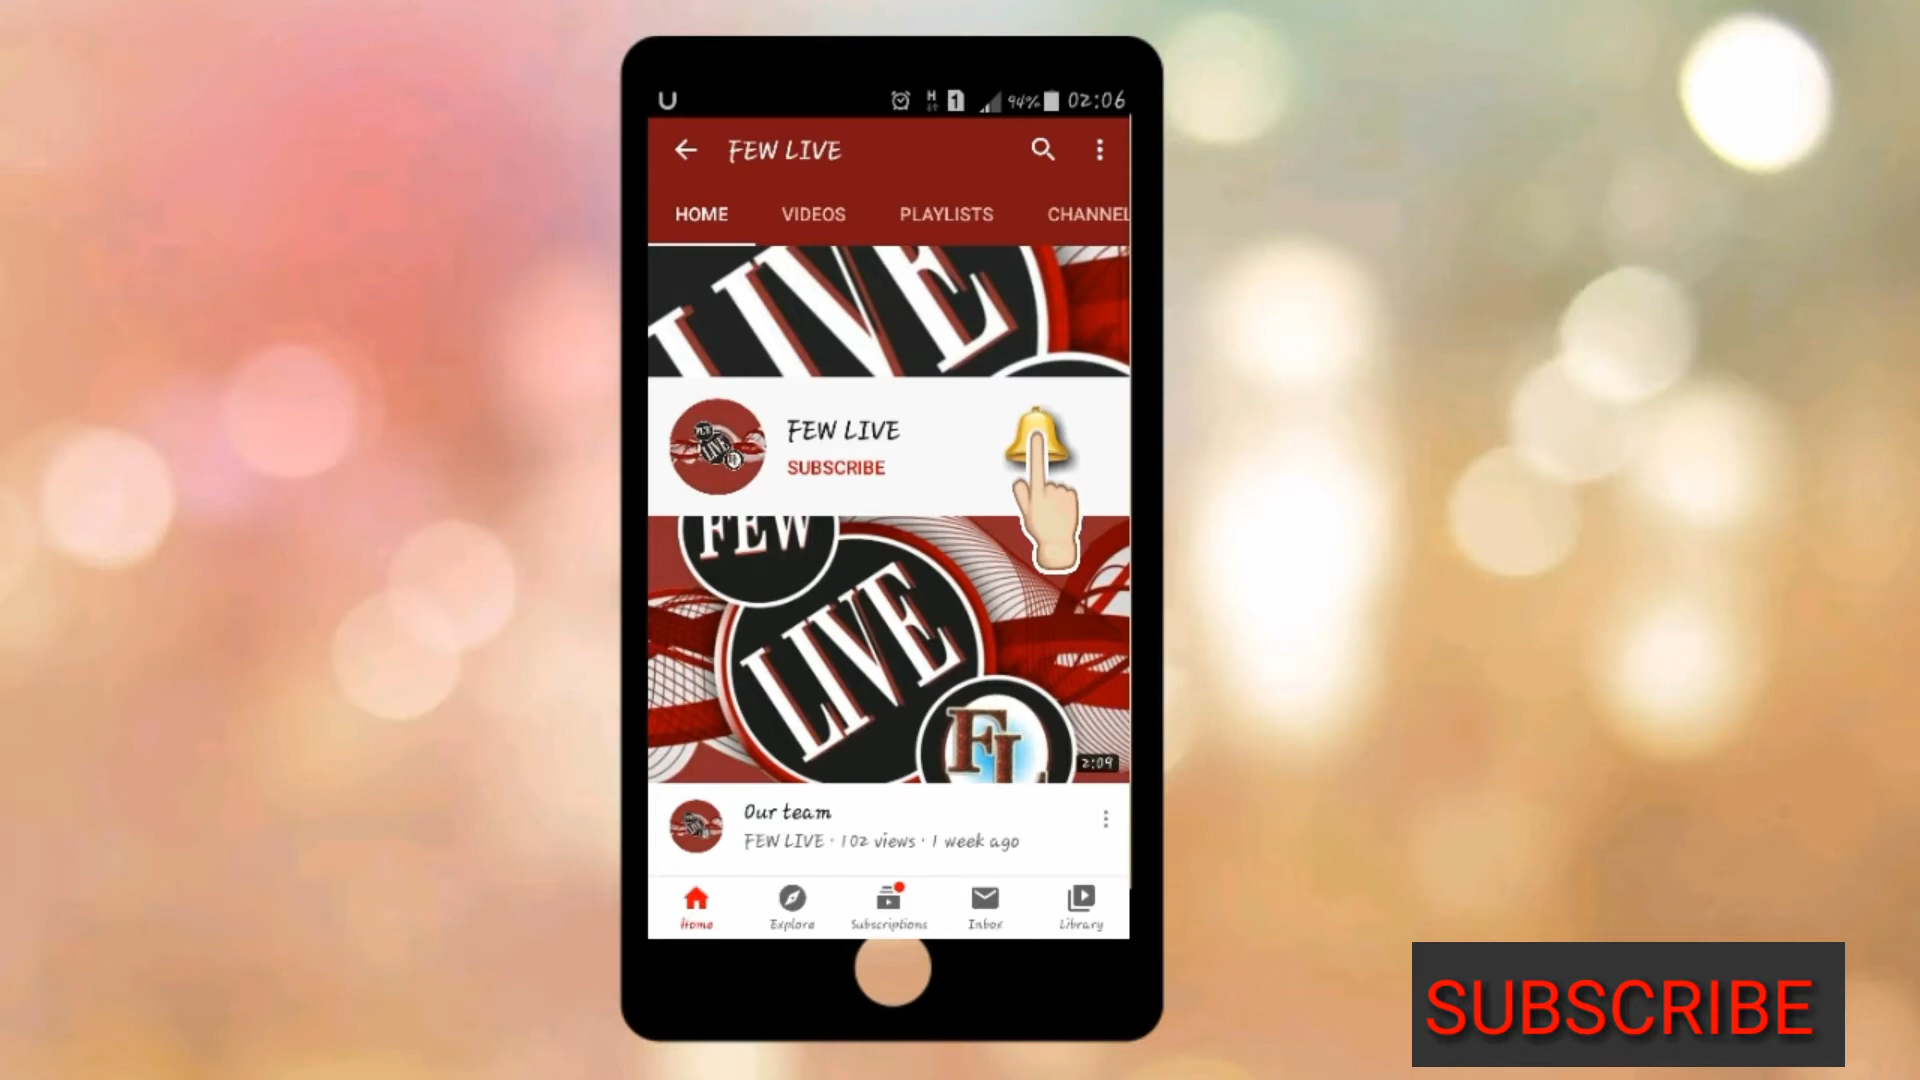 U H 1 94% 02:06
FEW LIVE
HOME VIDEOS PLAYLISTS CHANNEL
LIVE
FEW LIVE
SUBSCRIBE
FEW
LIVE
FL
2:09
Our team
FEW LIVE · 102 views · 1 week ago
Home Explore Subscriptions Inbox Library
SUBSCRIBE